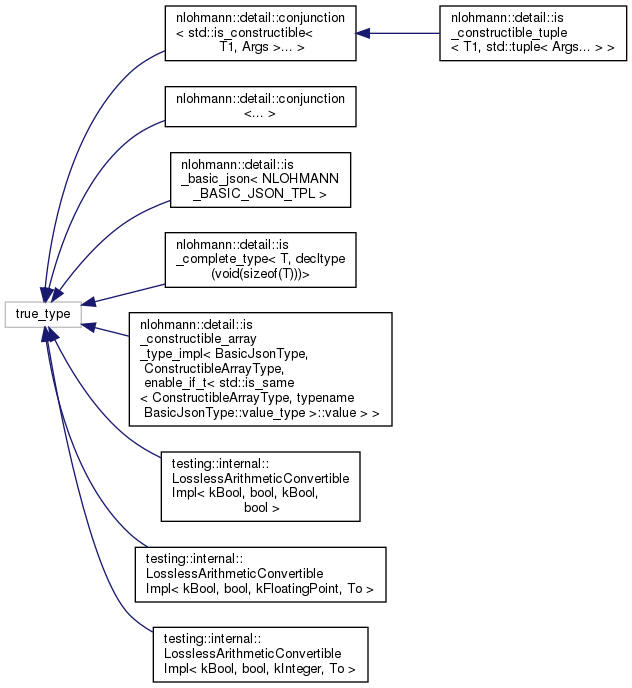 nlohmann::detail::conjunction
< std::is_constructible<
T1, Args >... >
nlohmann::detail::is
_constructible_tuple
< T1, std::tuple< Args... > >
nlohmann::detail::conjunction
<... >
nlohmann::detail::is
_basic_json< NLOHMANN
_BASIC_JSON_TPL >
nlohmann::detail::is
_complete_type< T, decltype
(void(sizeof(T)))>
true_type
nlohmann::detail::is
_constructible_array
_type_impl< BasicJsonType,
ConstructibleArrayType,
enable_if_t< std::is_same
< ConstructibleArrayType, typename
BasicJsonType::value_type >::value > >
testing::internal::
LosslessArithmeticConvertible
Impl< kBool, bool, kBool,
bool >
testing::internal::
LosslessArithmeticConvertible
Impl< kBool, bool, kFloatingPoint, To >
testing::internal::
LosslessArithmeticConvertible
Impl< kBool, bool, kInteger, To >